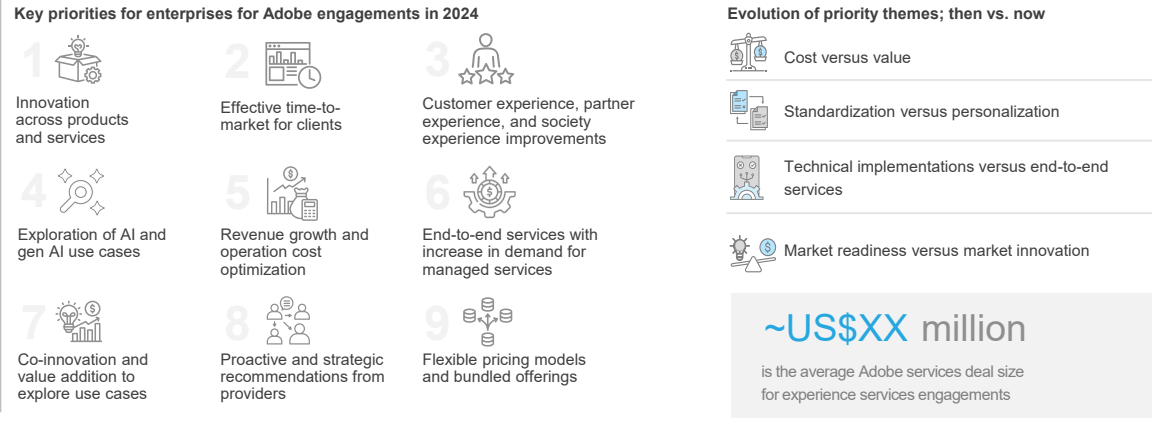 Key priorities for enterprises for Adobe engagements in 2024
1
Innovation
across products
and services
2
Effective time-to-
market for clients
3
Customer experience, partner
experience, and society
experience improvements
4
Exploration of AI and
gen AI use cases
5
Revenue growth and
operation cost
optimization
6
End-to-end services with
increase in demand for
managed services
7
Co-innovation and
value addition to
explore use cases
8
Proactive and strategic
recommendations from
providers
9
Flexible pricing models
and bundled offerings
Evolution of priority themes; then vs. now
Cost versus value
Standardization versus personalization
Technical implementations versus end-to-end
services
Market readiness versus market innovation
~US$XX million
is the average Adobe services deal size
for experience services engagements